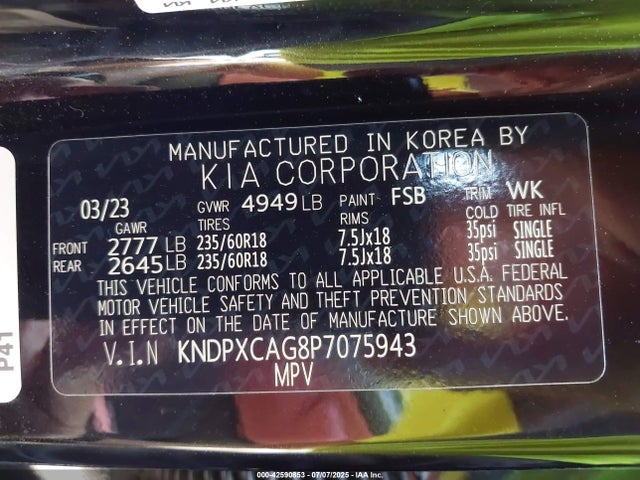 MANUFACTURED IN KOREA BY
KIA CORPORATION
03/23 GVWR 4949 LB PAINT FSB TRIM WK
GAWR TIRES RIMS COLD TIRE INFL
FRONT 2777 LB 235/60R18 7.5Jx18 35psi SINGLE
REAR 2645 LB 235/60R18 7.5Jx18 35psi SINGLE
THIS VEHICLE CONFORMS TO ALL APPLICABLE U.S.A. FEDERAL
MOTOR VEHICLE SAFETY AND THEFT PREVENTION STANDARDS
IN EFFECT ON THE DATE OF MANUFACTURE SHOWN ABOVE.
V.I.N KNDPXCAG8P7075943
MPV
P41
000-42590853 - 07/07/2025 - IAA Inc.